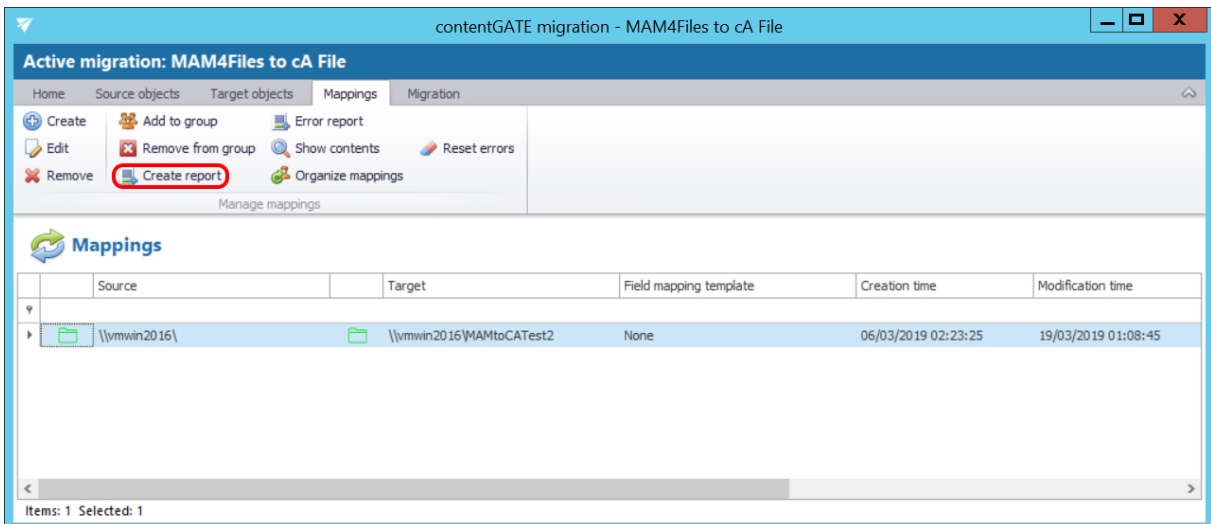 contentGATE migration - MAM4Files to cA File
X
Active migration: MAM4Files to cA File
Home Source objects Target objects Mappings Migration
Create Add to group Error report
Edit Remove from group Show contents Reset errors
Remove Create report Organize mappings
Manage mappings
Mappings
Source Target Field mapping template Creation time Modification time
\\vmwin2016\ \\vmwin2016\MAMtoCATest2 None 06/03/2019 02:23:25 19/03/2019 01:08:45
Items: 1 Selected: 1